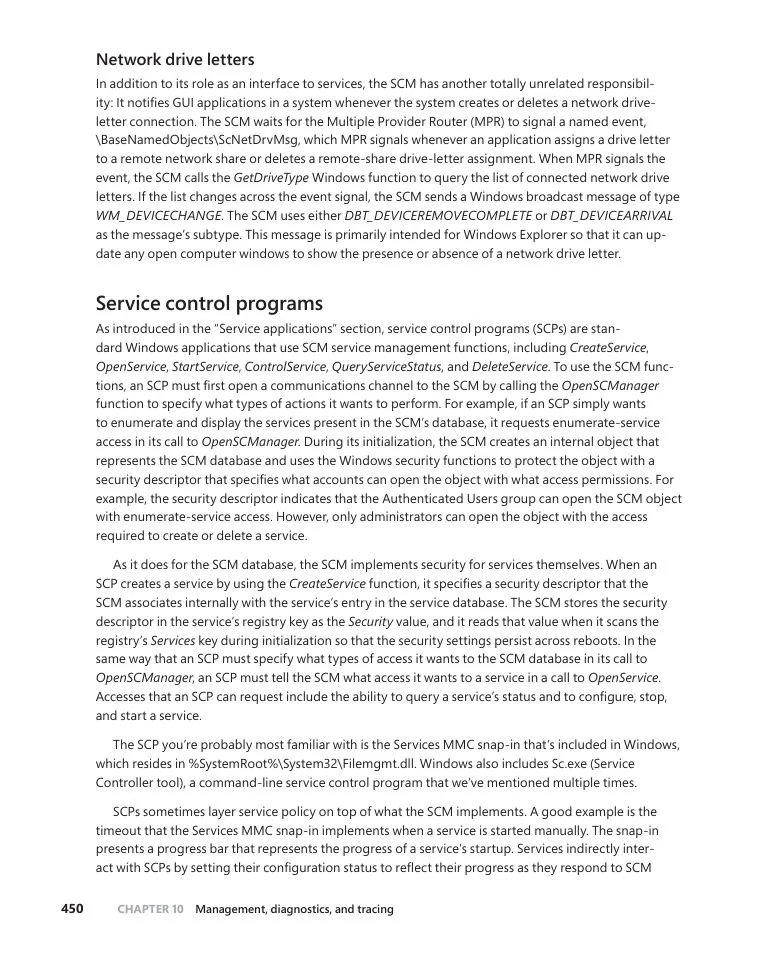 Network drive letters
In addition to its role as an interface to services, the SCM has another totally unrelated responsibil-
ity: It notifies GUI applications in a system whenever the system creates or deletes a network drive-
letter connection. The SCM waits for the Multiple Provider Router (MPR) to signal a named event,
\BaseNamedObjects\ScNetDrvMsg, which MPR signals whenever an application assigns a drive letter
to a remote network share or deletes a remote-share drive-letter assignment. When MPR signals the
event, the SCM calls the GetDriveType Windows function to query the list of connected network drive
letters. If the list changes across the event signal, the SCM sends a Windows broadcast message of type
WM_DEVICECHANGE. The SCM uses either DBT_DEVICEREMOVECOMPLETE or DBT_DEVICEARRIVAL
as the message's subtype. This message is primarily intended for Windows Explorer so that it can up-
date any open computer windows to show the presence or absence of a network drive letter.
Service control programs
As introduced in the "Service applications" section, service control programs (SCPs) are stan-
dard Windows applications that use SCM service management functions, including CreateService,
OpenService, StartService, ControlService, QueryServiceStatus, and DeleteService. To use the SCM func-
tions, an SCP must first open a communications channel to the SCM by calling the OpenSCManager
function to specify what types of actions it wants to perform. For example, if an SCP simply wants
to enumerate and display the services present in the SCM's database, it requests enumerate-service
access in its call to OpenSCManager. During its initialization, the SCM creates an internal object that
represents the SCM database and uses the Windows security functions to protect the object with a
security descriptor that specifies what accounts can open the object with what access permissions. For
example, the security descriptor indicates that the Authenticated Users group can open the SCM object
with enumerate-service access. However, only administrators can open the object with the access
required to create or delete a service.
As it does for the SCM database, the SCM implements security for services themselves. When an
SCP creates a service by using the CreateService function, it specifies a security descriptor that the
SCM associates internally with the service's entry in the service database. The SCM stores the security
descriptor in the service's registry key as the Security value, and it reads that value when it scans the
registry's Services key during initialization so that the security settings persist across reboots. In the
same way that an SCP must specify what types of access it wants to the SCM database in its call to
OpenSCManager, an SCP must tell the SCM what access it wants to a service in a call to OpenService.
Accesses that an SCP can request include the ability to query a service's status and to configure, stop,
and start a service.
The SCP you're probably most familiar with is the Services MMC snap-in that's included in Windows,
which resides in %SystemRoot%\System32\Filemgmt.dll. Windows also includes Sc.exe (Service
Controller tool), a command-line service control program that we've mentioned multiple times.
SCPs sometimes layer service policy on top of what the SCM implements. A good example is the
timeout that the Services MMC snap-in implements when a service is started manually. The snap-in
presents a progress bar that represents the progress of a service's startup. Services indirectly inter-
act with SCPs by setting their configuration status to reflect their progress as they respond to SCM
450 CHAPTER 10 Management, diagnostics, and tracing